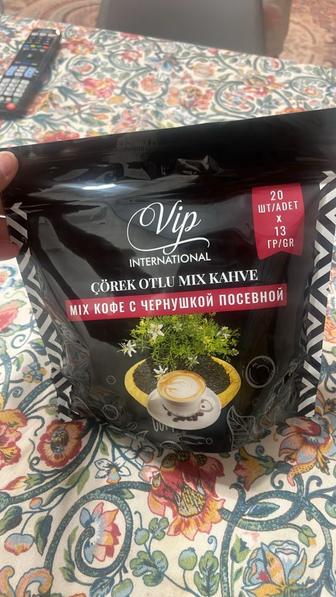 Vip
INTERNATIONAL
20
ШТ/ADET
X
13
ГР/GR
ÇÖREK OTLU MIX KAHVE
MIX КОФЕ С ЧЕРНУШКОЙ ПОСЕВНОЙ